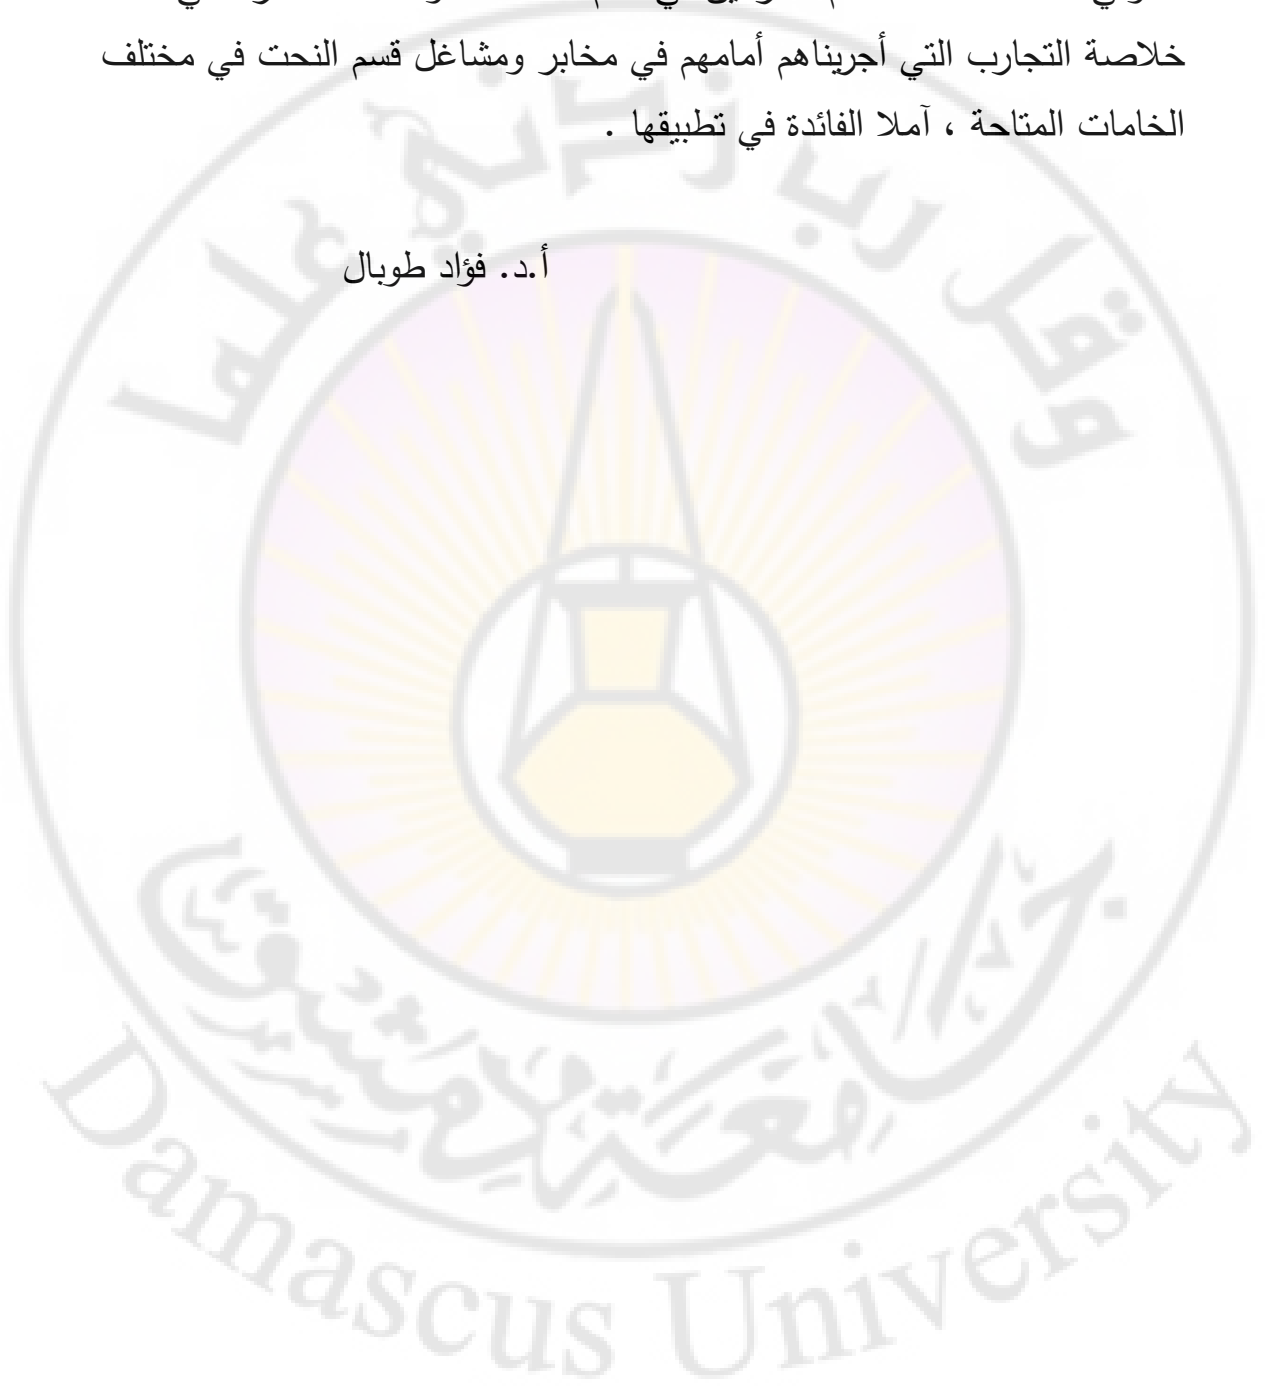 خلاصة التجارب التي أجريناهم أمامهم في مخابر ومشاغل قسم النحت في مختلف
الخامات المتاحة ، آملا الفائدة في تطبيقها .
أ.د. فؤاد طوبال
وقل رب زدني علما
جامعة دمشق
Damascus University